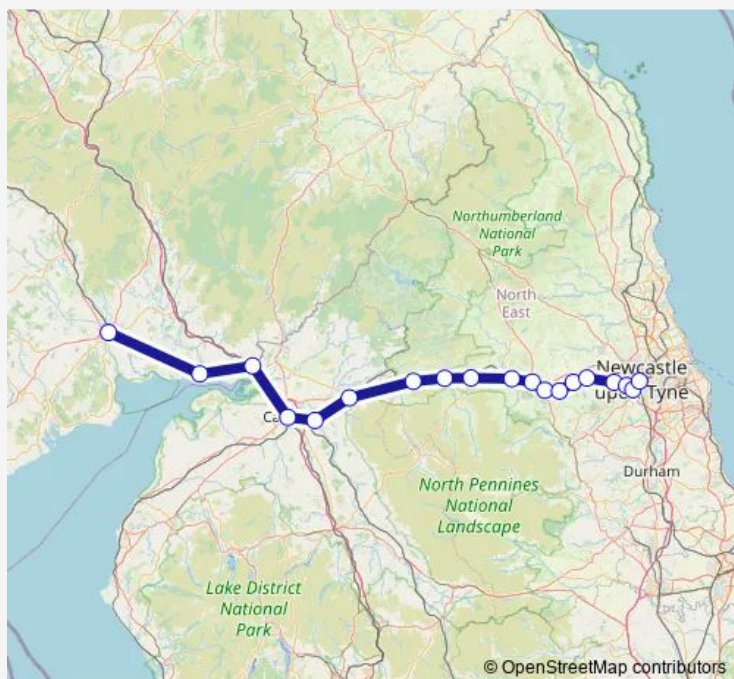 Northumberland
National
Park
North
East
Newcastle
upon Tyne
Ca
Durham
North Pennines
National
Landscape
Lake District
National
Park
© OpenStreetMap contributors